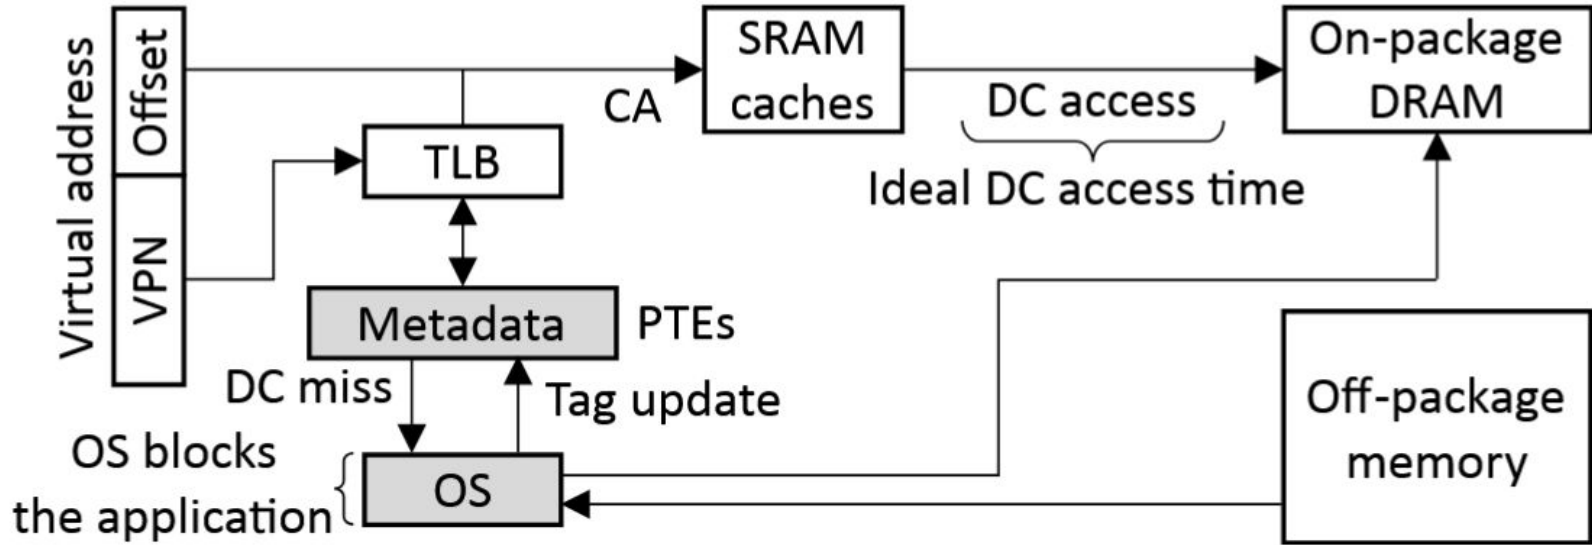 Virtual address
Offset
VPN
TLB
CA
SRAM
caches
DC access
Ideal DC access time
On-package
DRAM
Metadata
PTEs
DC miss
Tag update
OS blocks
the application
OS
Off-package
memory